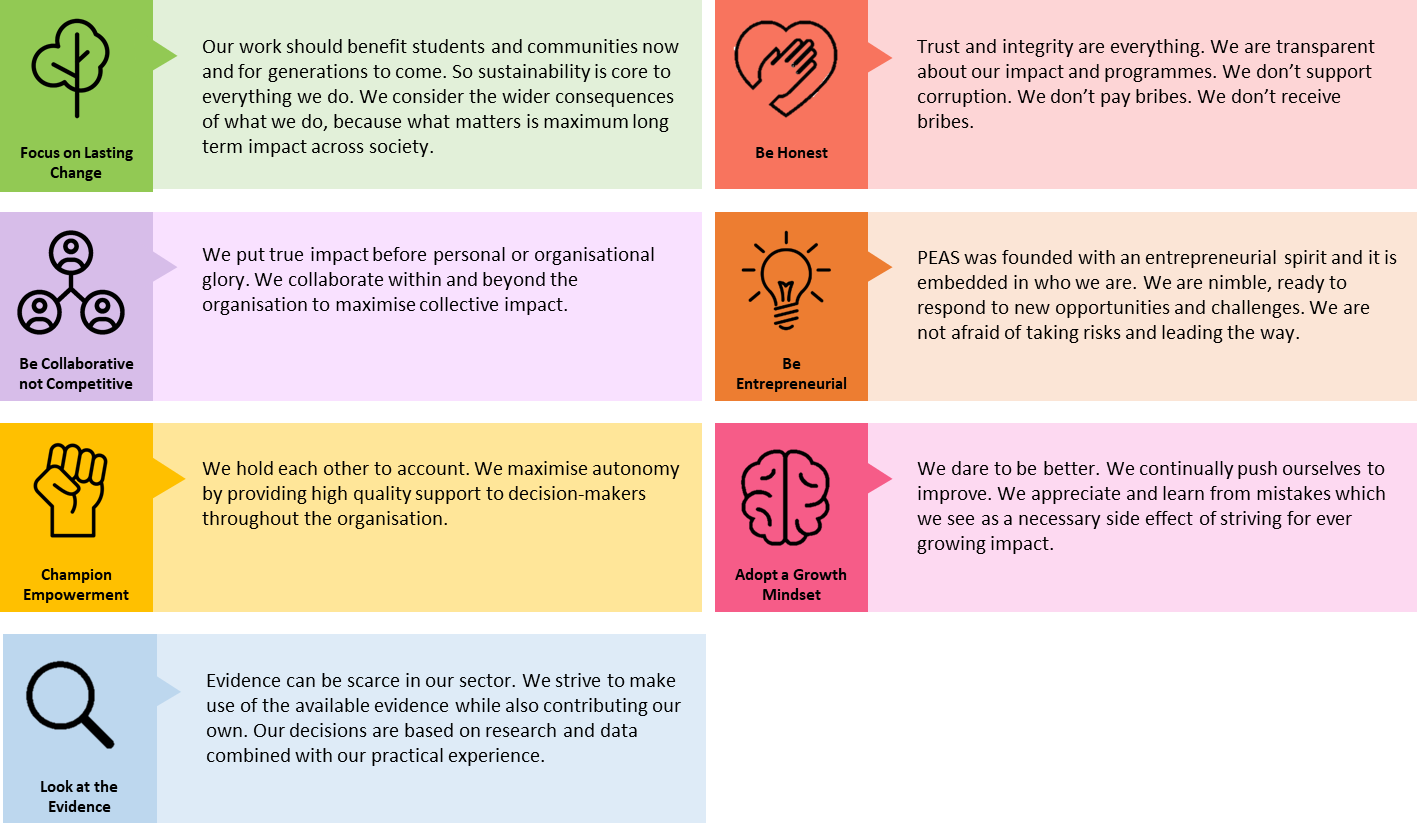 Focus on Lasting
Change
Our work should benefit students and communities now
and for generations to come. So sustainability is core to
everything we do. We consider the wider consequences
of what we do, because what matters is maximum long
term impact across society.
Be Honest
Trust and integrity are everything. We are transparent
about our impact and programmes. We don’t support
corruption. We don’t pay bribes. We don’t receive
bribes.
Be Collaborative
not Competitive
We put true impact before personal or organisational
glory. We collaborate within and beyond the
organisation to maximise collective impact.
Be
Entrepreneurial
PEAS was founded with an entrepreneurial spirit and it is
embedded in who we are. We are nimble, ready to
respond to new opportunities and challenges. We are
not afraid of taking risks and leading the way.
Champion
Empowerment
We hold each other to account. We maximise autonomy
by providing high quality support to decision-makers
throughout the organisation.
Adopt a Growth
Mindset
We dare to be better. We continually push ourselves to
improve. We appreciate and learn from mistakes which
we see as a necessary side effect of striving for ever
growing impact.
Look at the
Evidence
Evidence can be scarce in our sector. We strive to make
use of the available evidence while also contributing our
own. Our decisions are based on research and data
combined with our practical experience.